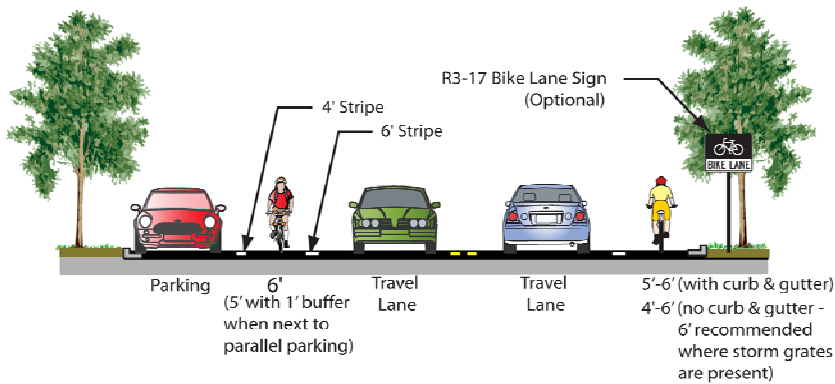 R3-17 Bike Lane Sign
(Optional)
4" Stripe
6" Stripe
BIKE LANE
Parking
6'
(5' with 1' buffer
when next to
parallel parking)
Travel
Lane
Travel
Lane
5'-6' (with curb & gutter)
4'-6' (no curb & gutter -
6' recommended
where storm grates
are present)